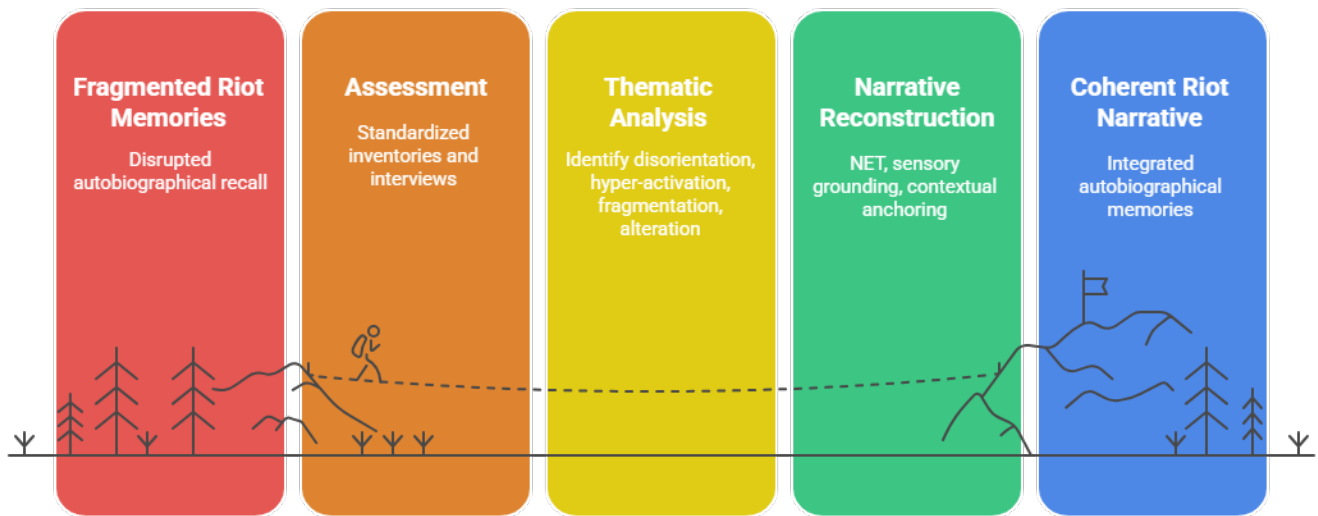 Fragmented Riot
Memories
Disrupted
autobiographical recall
Assessment
Standardized
inventories and
interviews
Thematic
Analysis
Identify disorientation,
hyper-activation,
fragmentation,
alteration
Narrative
Reconstruction
NET, sensory
grounding, contextual
anchoring
Coherent Riot
Narrative
Integrated
autobiographical
memories